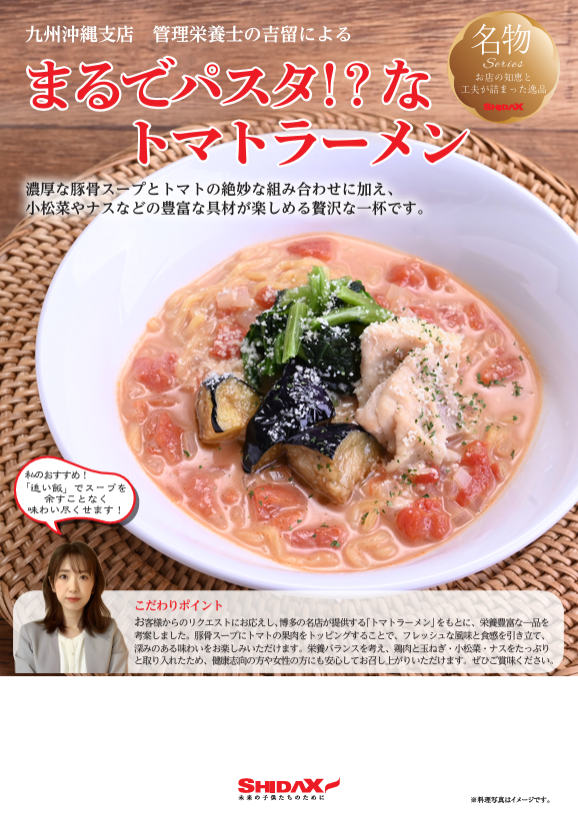 九州沖縄支店　管理栄養士の吉留による
まるでパスタ!?な
トマトラーメン
名物
Series
お店の知恵と
工夫が詰まった逸品
SHiDAX
濃厚な豚骨スープとトマトの絶妙な組み合わせに加え、
小松菜やナスなどの豊富な具材が楽しめる贅沢な一杯です。
私のおすすめ!
「追い飯」でスープを
余すことなく
味わい尽くせます!
こだわりポイント
お客様からのリクエストにお応えし、博多の名店が提供する「トマトラーメン」をもとに、栄養豊富な一品を
考案しました。豚骨スープにトマトの果肉をトッピングすることで、フレッシュな風味と食感を引き立て、
深みのある味わいをお楽しみいただけます。栄養バランスを考え、鶏肉と玉ねぎ・小松菜・ナスをたっぷり
と取り入れたため、健康志向の方や女性の方にも安心してお召し上がりいただけます。ぜひご賞味ください。
SHiDAX
未来の子供たちのために
※料理写真はイメージです。